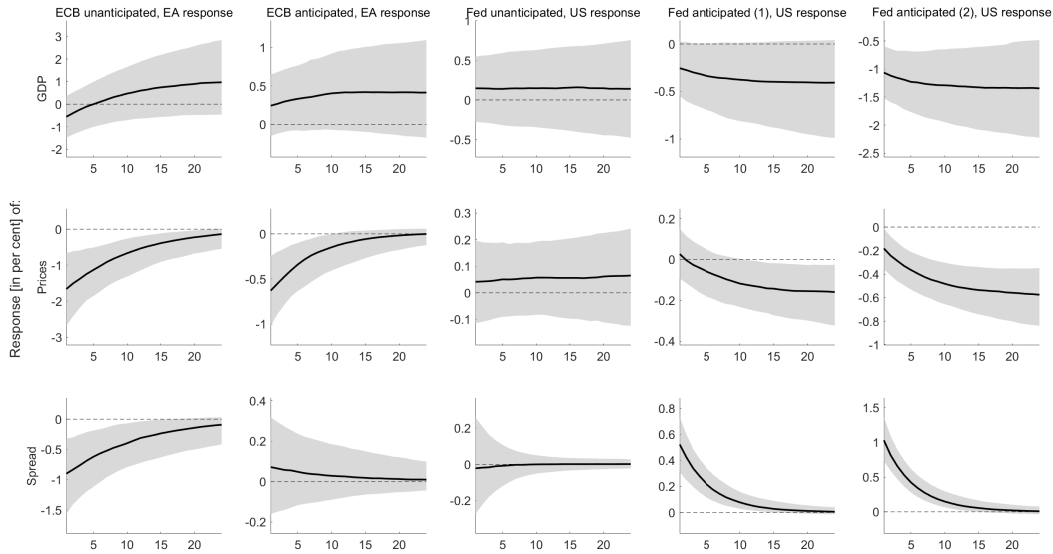 ECB unanticipated, EA response
ECB anticipated, EA response
Fed unanticipated, US response
Fed anticipated (1), US response
Fed anticipated (2), US response
Response [in per cent] of:
GDP
3
2
1
0
-1
-2
5 10 15 20
1
0.5
0
5 10 15 20
1
0.5
0
-0.5
5 10 15 20
0
-0.5
-1
5 10 15 20
-0.5
-1
-1.5
-2
-2.5
5 10 15 20
Prices
0
-1
-2
-3
5 10 15 20
0
-0.5
-1
5 10 15 20
0.3
0.2
0.1
0
-0.1
5 10 15 20
0.2
0
-0.2
-0.4
5 10 15 20
0
-0.2
-0.4
-0.6
-0.8
-1
5 10 15 20
Spread
0
-0.5
-1
-1.5
5 10 15 20
0.4
0.2
0
-0.2
5 10 15 20
0.2
0
-0.2
5 10 15 20
0.8
0.6
0.4
0.2
0
5 10 15 20
1.5
1
0.5
0
5 10 15 20